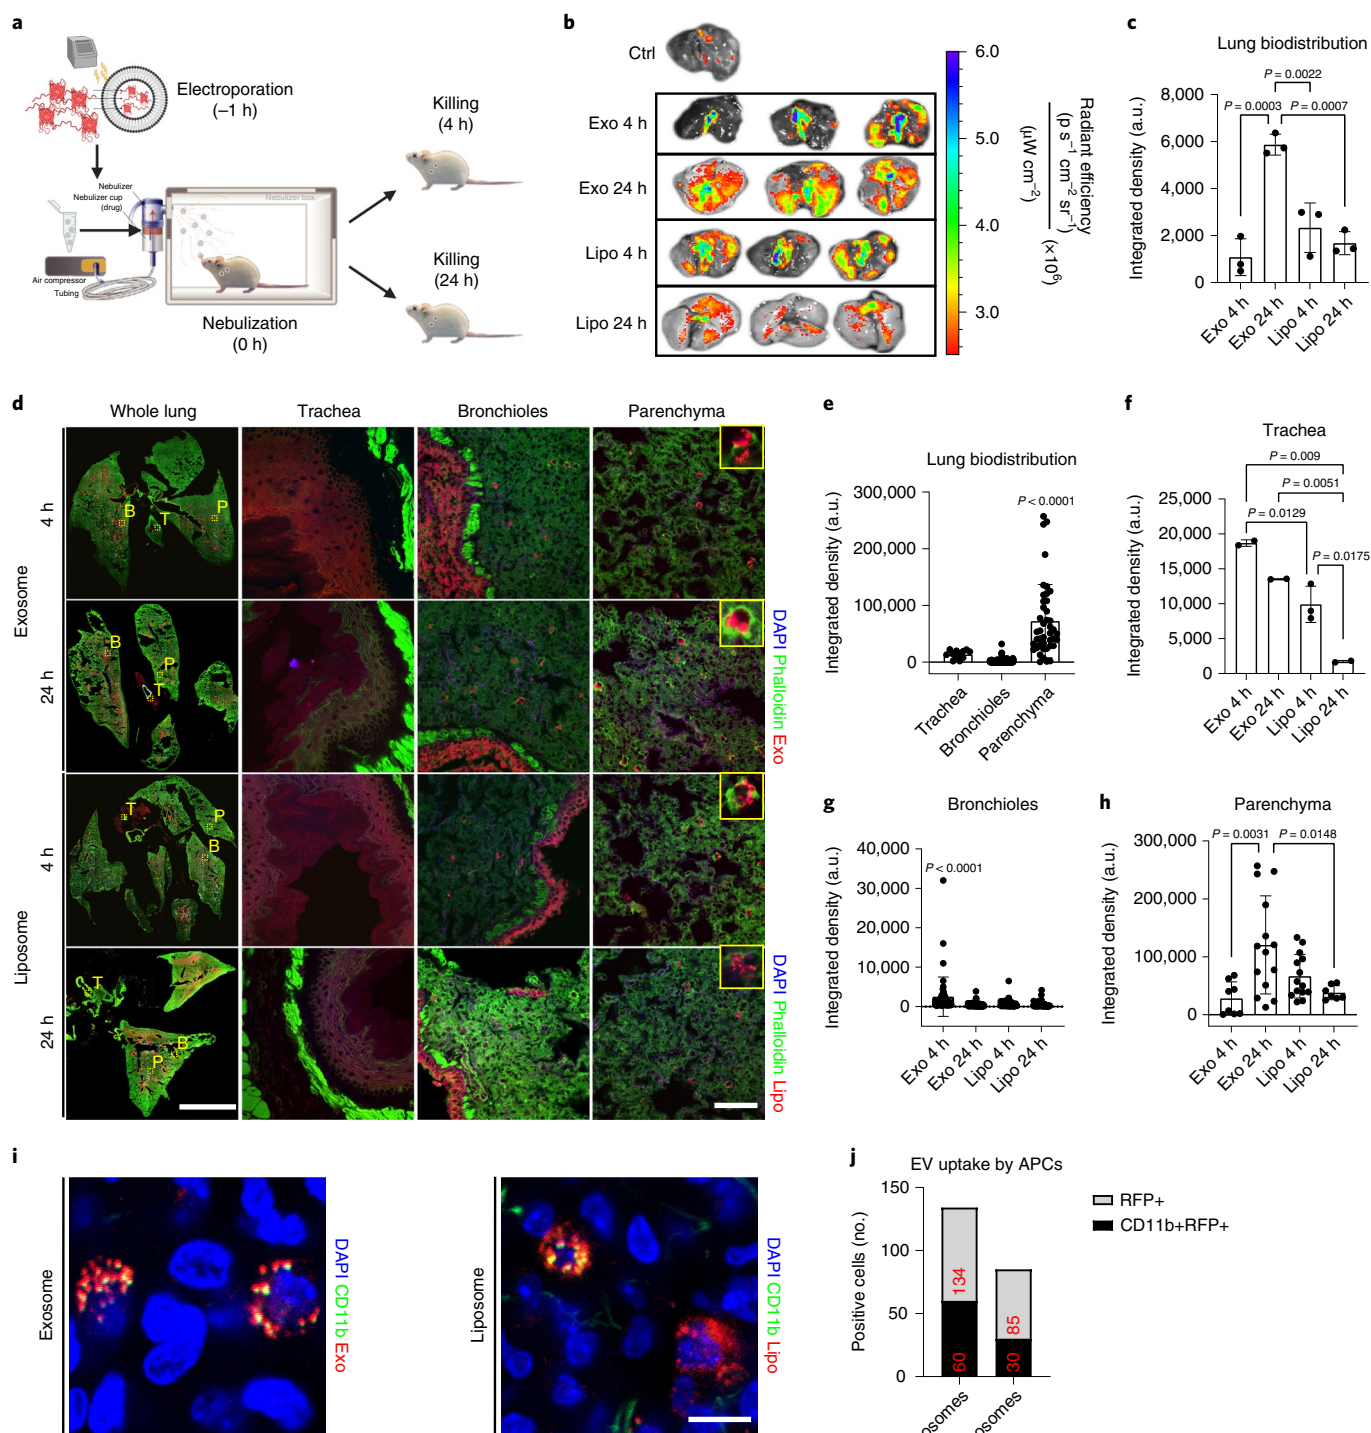 a
Electroporation
(–1 h)
Killing
(4 h)
Nebulizer
Nebulizer cup
(drug)
Nebulizer box
Air compressor
Tubing
Nebulization
(0 h)
Killing
(24 h)
b
Ctrl
Exo 4 h
Exo 24 h
Lipo 4 h
Lipo 24 h
6.0
5.0
4.0
3.0
Radiant efficiency
(p s⁻¹ cm⁻² sr⁻¹)
(µW cm⁻²)
(×10⁶)
c
Lung biodistribution
P = 0.0022
P = 0.0003
P = 0.0007
Integrated density (a.u.)
8,000
6,000
4,000
2,000
0
Exo 4 h
Exo 24 h
Lipo 4 h
Lipo 24 h
d
Whole lung
Trachea
Bronchioles
Parenchyma
Exosome
4 h
B
T
P
24 h
B
P
T
DAPI Phalloidin Exo
Liposome
4 h
T
P
B
24 h
T
B
P
DAPI Phalloidin Lipo
e
Lung biodistribution
P < 0.0001
Integrated density (a.u.)
300,000
200,000
100,000
0
Trachea
Bronchioles
Parenchyma
f
Trachea
P = 0.009
P = 0.0051
P = 0.0129
P = 0.0175
Integrated density (a.u.)
25,000
20,000
15,000
10,000
5,000
0
Exo 4 h
Exo 24 h
Lipo 4 h
Lipo 24 h
g
Bronchioles
P < 0.0001
Integrated density (a.u.)
40,000
30,000
20,000
10,000
0
Exo 4 h
Exo 24 h
Lipo 4 h
Lipo 24 h
h
Parenchyma
P = 0.0031
P = 0.0148
Integrated density (a.u.)
300,000
200,000
100,000
0
Exo 4 h
Exo 24 h
Lipo 4 h
Lipo 24 h
i
Exosome
DAPI CD11b Exo
Liposome
DAPI CD11b Lipo
j
EV uptake by APCs
Positive cells (no.)
150
100
50
0
134
60
85
30
osomes
osomes
RFP+
CD11b+RFP+